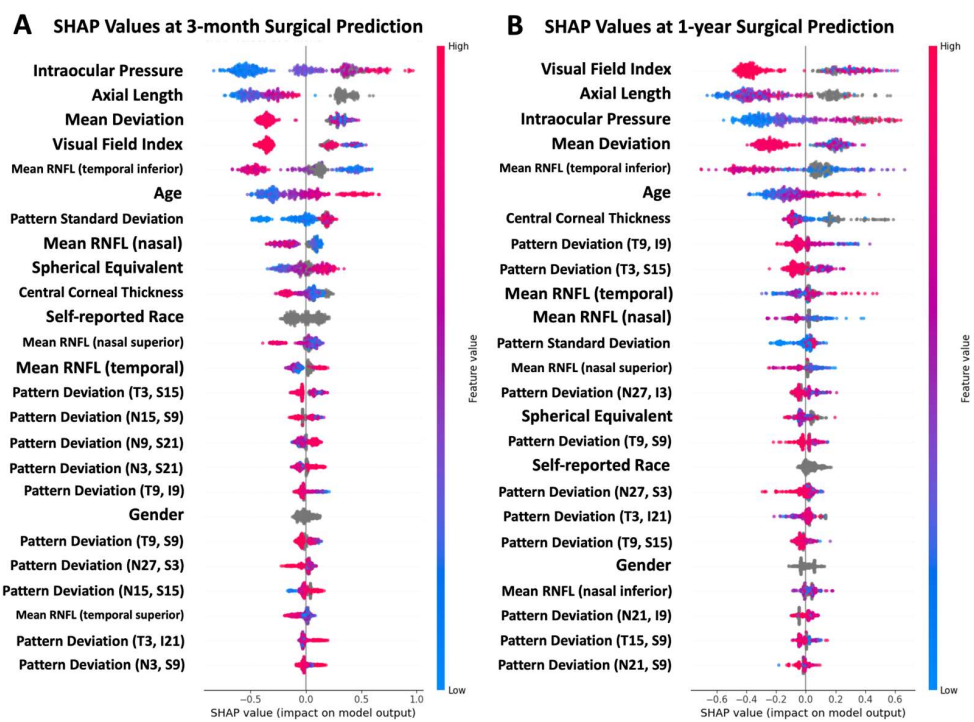 A SHAP Values at 3-month Surgical Prediction
High
Intraocular Pressure
Axial Length
Mean Deviation
Visual Field Index
Mean RNFL (temporal inferior)
Age
Pattern Standard Deviation
Mean RNFL (nasal)
Spherical Equivalent
Central Corneal Thickness
Self-reported Race
Mean RNFL (nasal superior)
Mean RNFL (temporal)
Pattern Deviation (T3, S15)
Pattern Deviation (N15, S9)
Pattern Deviation (N9, S21)
Pattern Deviation (N3, S21)
Pattern Deviation (T9, I9)
Gender
Pattern Deviation (T9, S9)
Pattern Deviation (N27, S3)
Pattern Deviation (N15, S15)
Mean RNFL (temporal superior)
Pattern Deviation (T3, I21)
Pattern Deviation (N3, S9)
Feature value
Low
−0.5 0.0 0.5 1.0
SHAP value (impact on model output)
B SHAP Values at 1-year Surgical Prediction
High
Visual Field Index
Axial Length
Intraocular Pressure
Mean Deviation
Mean RNFL (temporal inferior)
Age
Central Corneal Thickness
Pattern Deviation (T9, I9)
Pattern Deviation (T3, S15)
Mean RNFL (temporal)
Mean RNFL (nasal)
Pattern Standard Deviation
Mean RNFL (nasal superior)
Pattern Deviation (N27, I3)
Spherical Equivalent
Pattern Deviation (T9, S9)
Self-reported Race
Pattern Deviation (N27, S3)
Pattern Deviation (T3, I21)
Pattern Deviation (T9, S15)
Gender
Mean RNFL (nasal inferior)
Pattern Deviation (N21, I9)
Pattern Deviation (T15, S9)
Pattern Deviation (N21, S9)
Feature value
Low
−0.6 −0.4 −0.2 0.0 0.2 0.4 0.6
SHAP value (impact on model output)